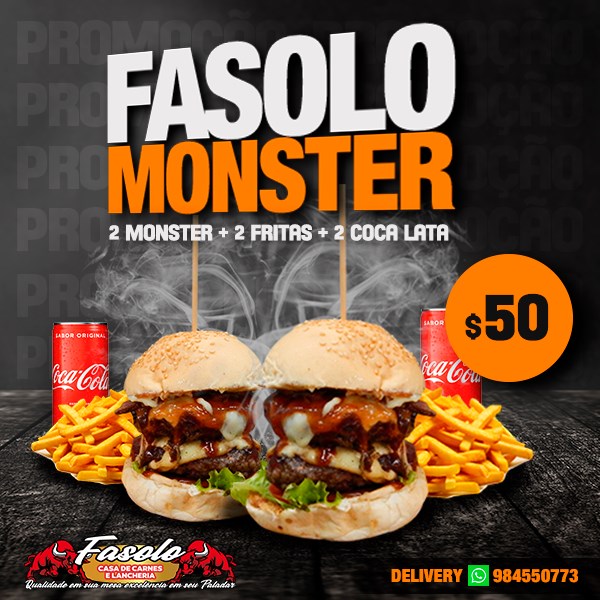 PROMOÇÃO
FASOLO
MONSTER
2 MONSTER + 2 FRITAS + 2 COCA LATA
$50
SABOR ORIGINAL
Coca-Cola
SABOR
Coca-Cola
Fasolo
CASA DE CARNES
E LANCHERIA
Qualidade em sua mesa excelência em seu Paladar
DELIVERY 984550773